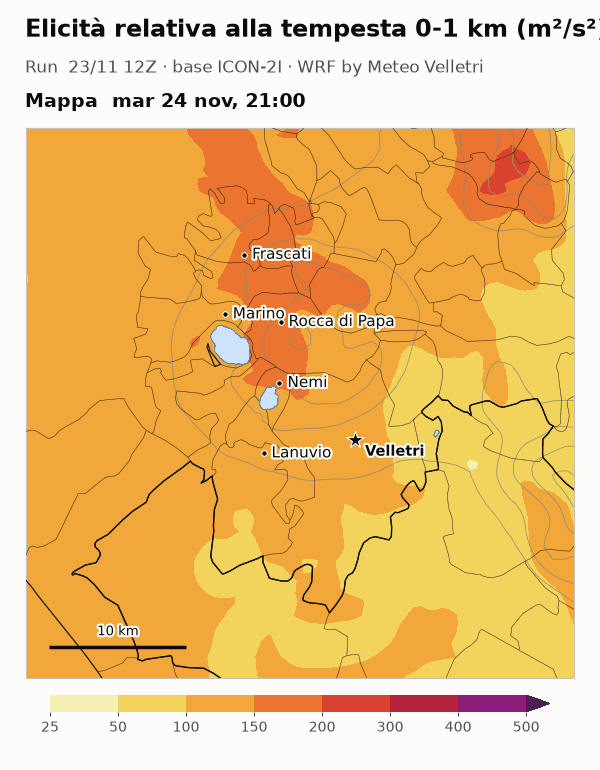 Elicità relativa alla tempesta 0-1 km (m²/s²)
Run 23/11 12Z · base ICON-2I · WRF by Meteo Velletri
Mappa mar 24 nov, 21:00
Frascati
Marino
Rocca di Papa
Nemi
Velletri
Lanuvio
10 km
25 50 100 150 200 300 400 500